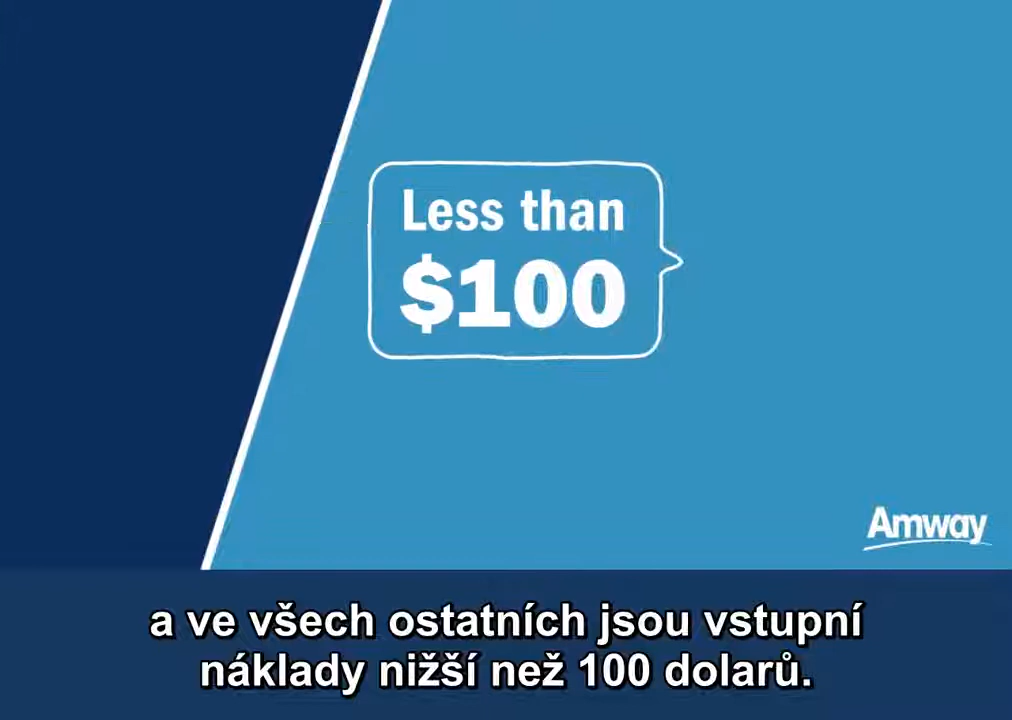 Less than
$100
Amway
a ve všech ostatních jsou vstupní
náklady nižší než 100 dolarů.